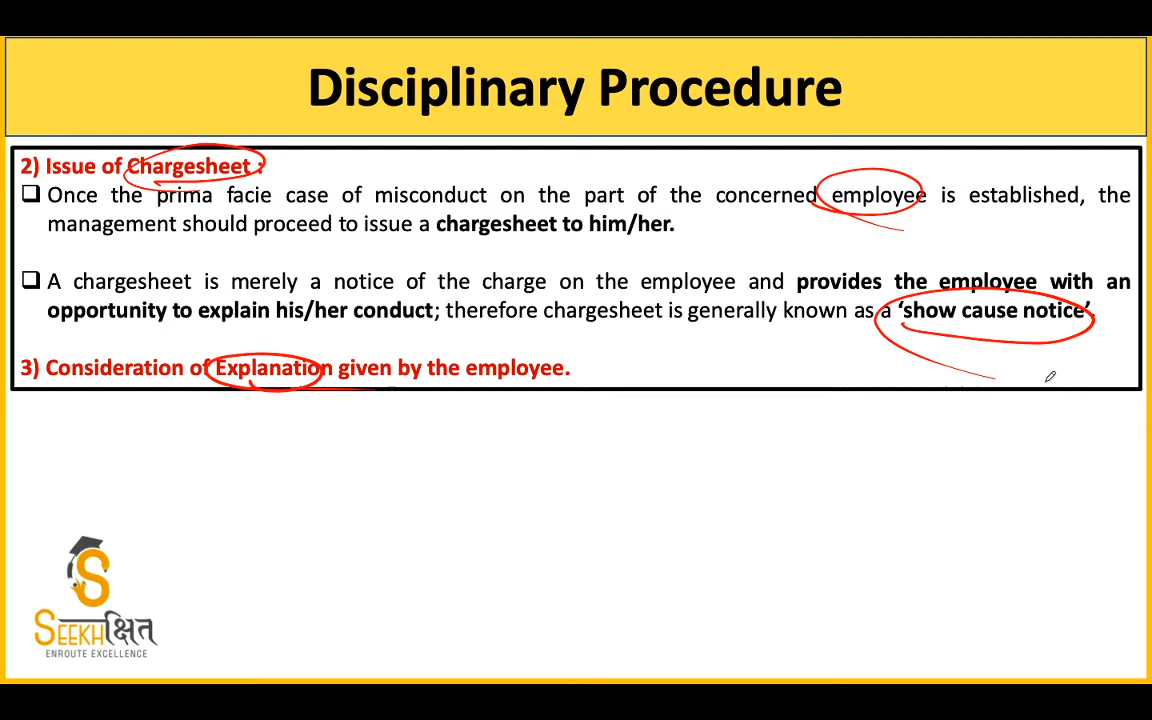 Disciplinary Procedure
2) Issue of Chargesheet :
❑ Once the prima facie case of misconduct on the part of the concerned employee is established, the
management should proceed to issue a chargesheet to him/her.
❑ A chargesheet is merely a notice of the charge on the employee and provides the employee with an
opportunity to explain his/her conduct; therefore chargesheet is generally known as a ‘show cause notice’.
3) Consideration of Explanation given by the employee.
SEEKHक्षित
ENROUTE EXCELLENCE